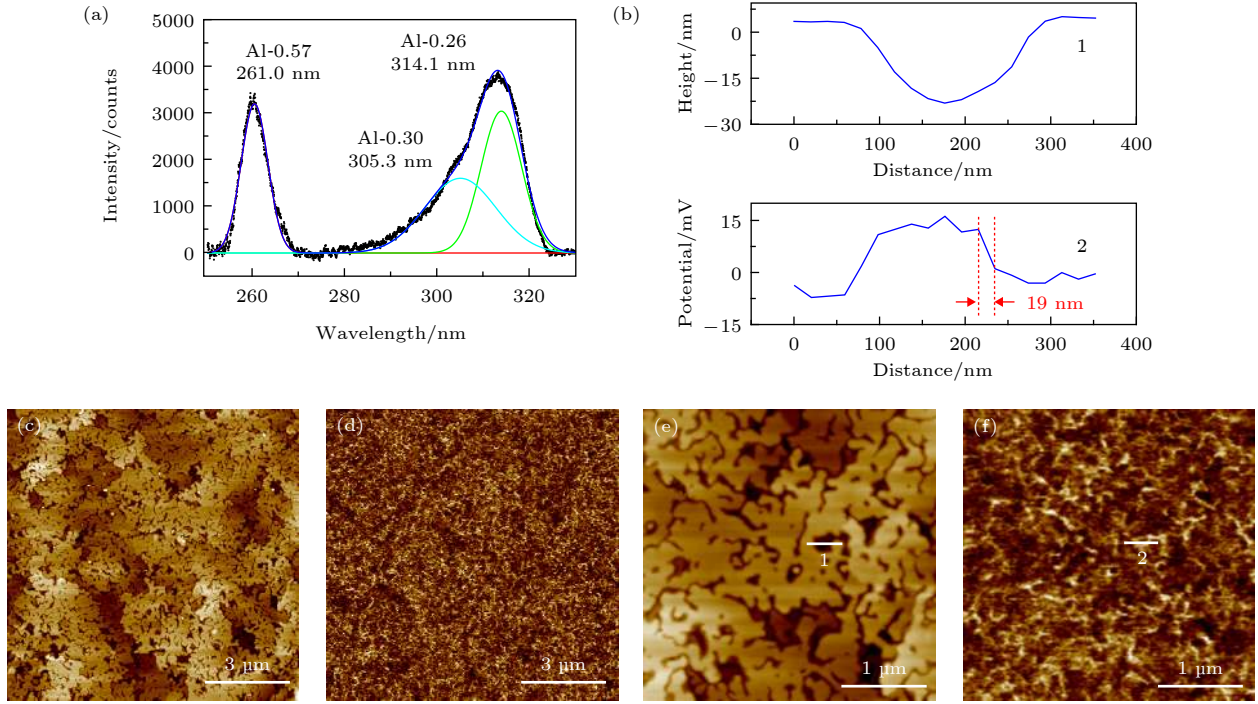 (a)
5000
4000
3000
2000
1000
0
Intensity/counts
Al-0.57
261.0 nm
Al-0.26
314.1 nm
Al-0.30
305.3 nm
260
280
300
320
Wavelength/nm
(b)
0
−15
−30
Height/nm
1
0
100
200
300
400
Distance/nm
15
0
−15
Potential/mV
2
19 nm
0
100
200
300
400
Distance/nm
(c)
3 μm
(d)
3 μm
(e)
1
1 μm
(f)
2
1 μm